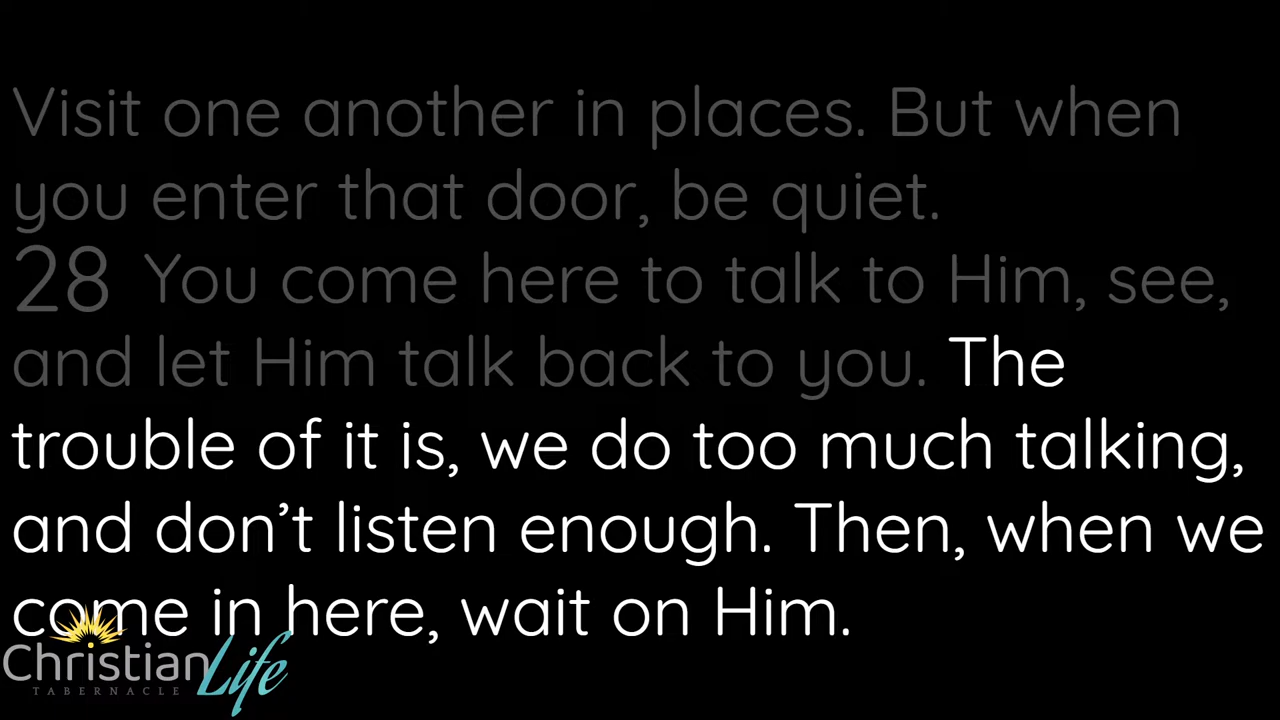 Visit one another in places. But when
you enter that door, be quiet.
28 You come here to talk to Him, see,
and let Him talk back to you. The
trouble of it is, we do too much talking,
and don’t listen enough. Then, when we
come in here, wait on Him.
Christian Life
TABERNACLE